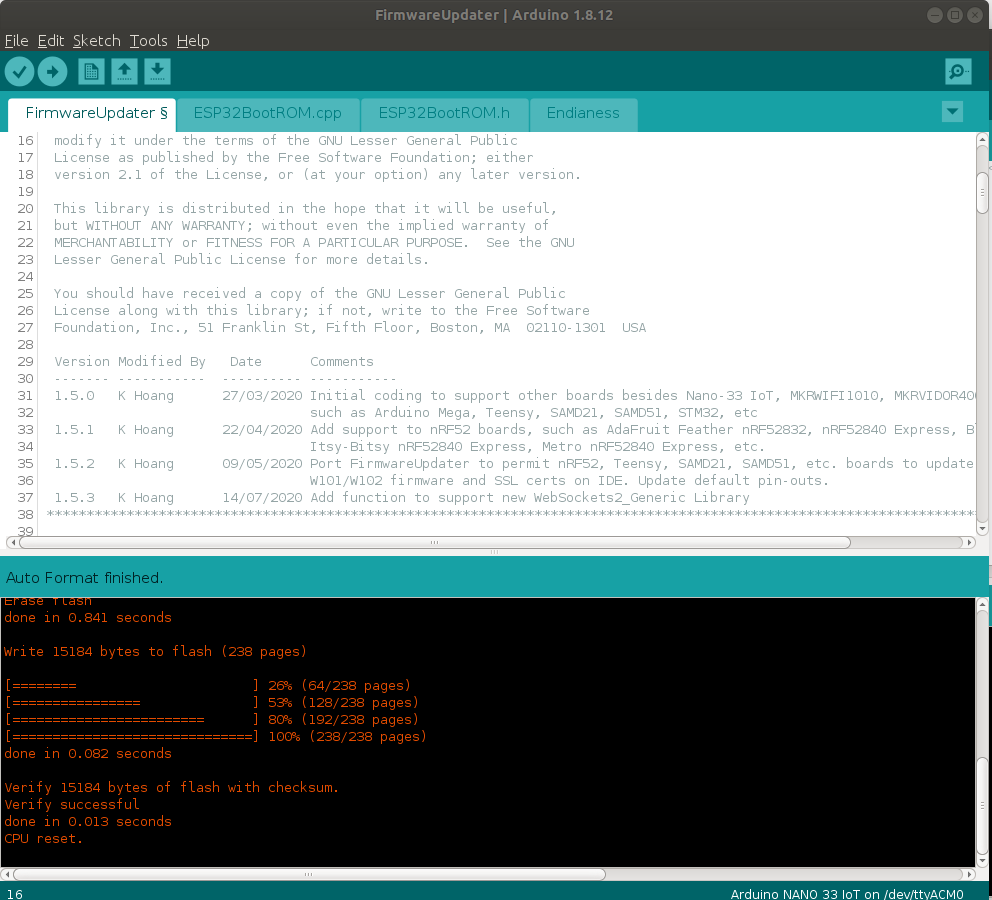 FirmwareUpdater | Arduino 1.8.12
File Edit Sketch Tools Help
FirmwareUpdater § ESP32BootROM.cpp ESP32BootROM.h Endianess
16 modify it under the terms of the GNU Lesser General Public
17 License as published by the Free Software Foundation; either
18 version 2.1 of the License, or (at your option) any later version.
19
20 This library is distributed in the hope that it will be useful,
21 but WITHOUT ANY WARRANTY; without even the implied warranty of
22 MERCHANTABILITY or FITNESS FOR A PARTICULAR PURPOSE.  See the GNU
23 Lesser General Public License for more details.
24
25 You should have received a copy of the GNU Lesser General Public
26 License along with this library; if not, write to the Free Software
27 Foundation, Inc., 51 Franklin St, Fifth Floor, Boston, MA  02110-1301  USA
28
29 Version Modified By   Date      Comments
30 ------- -----------  ---------- -----------
31 1.5.0   K Hoang      27/03/2020 Initial coding to support other boards besides Nano-33 IoT, MKRWIFI1010, MKRVIDOR400
32 such as Arduino Mega, Teensy, SAMD21, SAMD51, STM32, etc
33 1.5.1   K Hoang      22/04/2020 Add support to nRF52 boards, such as AdaFruit Feather nRF52832, nRF52840 Express, B
34 Itsy-Bitsy nRF52840 Express, Metro nRF52840 Express, etc.
35 1.5.2   K Hoang      09/05/2020 Port FirmwareUpdater to permit nRF52, Teensy, SAMD21, SAMD51, etc. boards to update
36 W101/W102 firmware and SSL certs on IDE. Update default pin-outs.
37 1.5.3   K Hoang      14/07/2020 Add function to support new WebSockets2_Generic Library
38 ********************************************************************************************************************
39
Auto Format finished.
Erase flash
done in 0.841 seconds
Write 15184 bytes to flash (238 pages)
[========                      ] 26% (64/238 pages)
[================              ] 53% (128/238 pages)
[========================      ] 80% (192/238 pages)
[==============================] 100% (238/238 pages)
done in 0.082 seconds
Verify 15184 bytes of flash with checksum.
Verify successful
done in 0.013 seconds
CPU reset.
16 Arduino NANO 33 IoT on /dev/ttyACM0